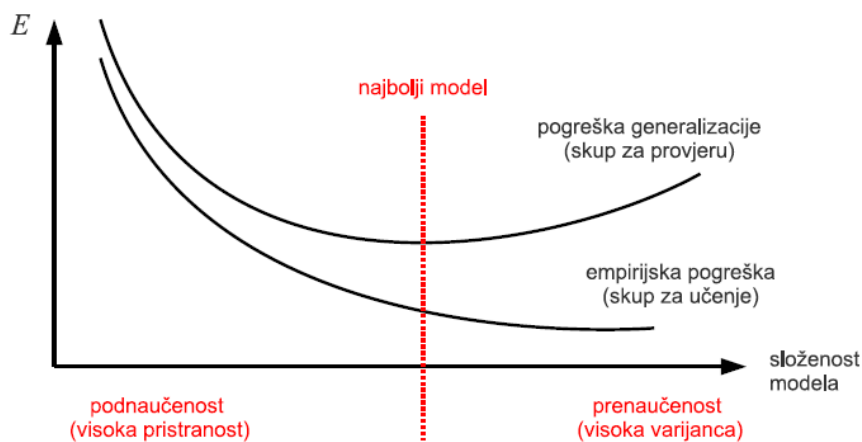 E
najbolji model
pogreška generalizacije
(skup za provjeru)
empirijska pogreška
(skup za učenje)
složenost
modela
podnaučenost
(visoka pristranost)
prenaučenost
(visoka varijanca)